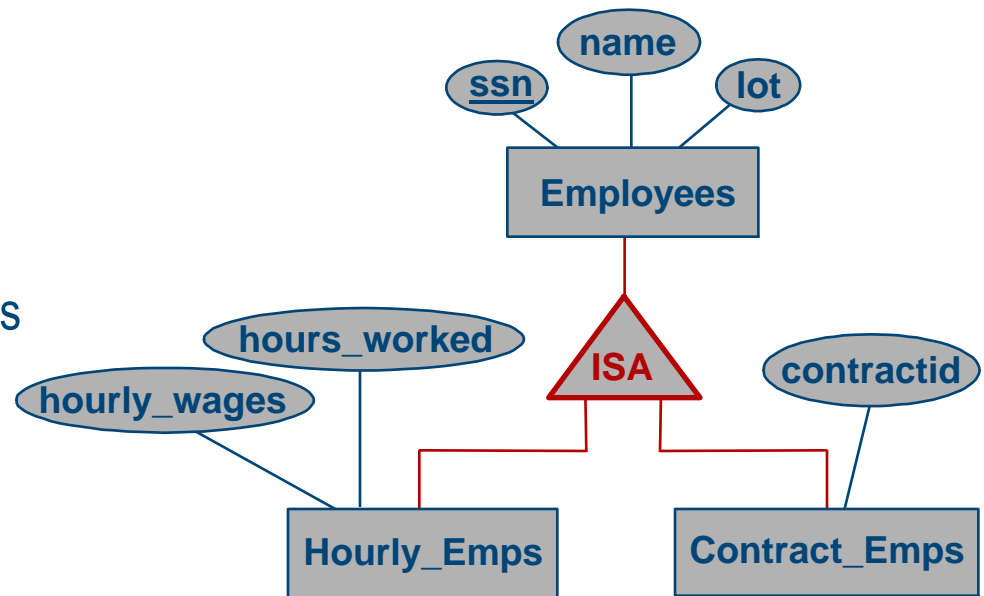 name
ssn
lot
Employees
s
hours_worked
ISA
contractid
hourly_wages
Hourly_Emps
Contract_Emps